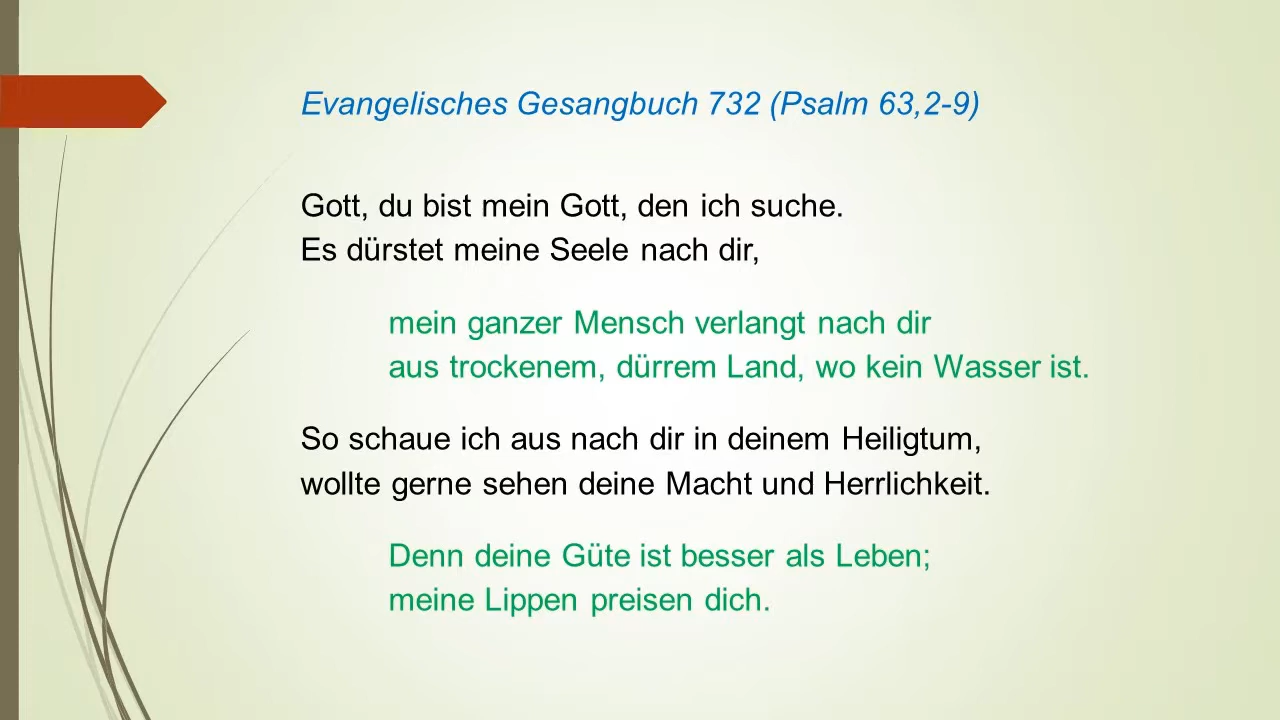 Evangelisches Gesangbuch 732 (Psalm 63,2-9)
Gott, du bist mein Gott, den ich suche.
Es dürstet meine Seele nach dir,
mein ganzer Mensch verlangt nach dir
aus trockenem, dürrem Land, wo kein Wasser ist.
So schaue ich aus nach dir in deinem Heiligtum,
wollte gerne sehen deine Macht und Herrlichkeit.
Denn deine Güte ist besser als Leben;
meine Lippen preisen dich.